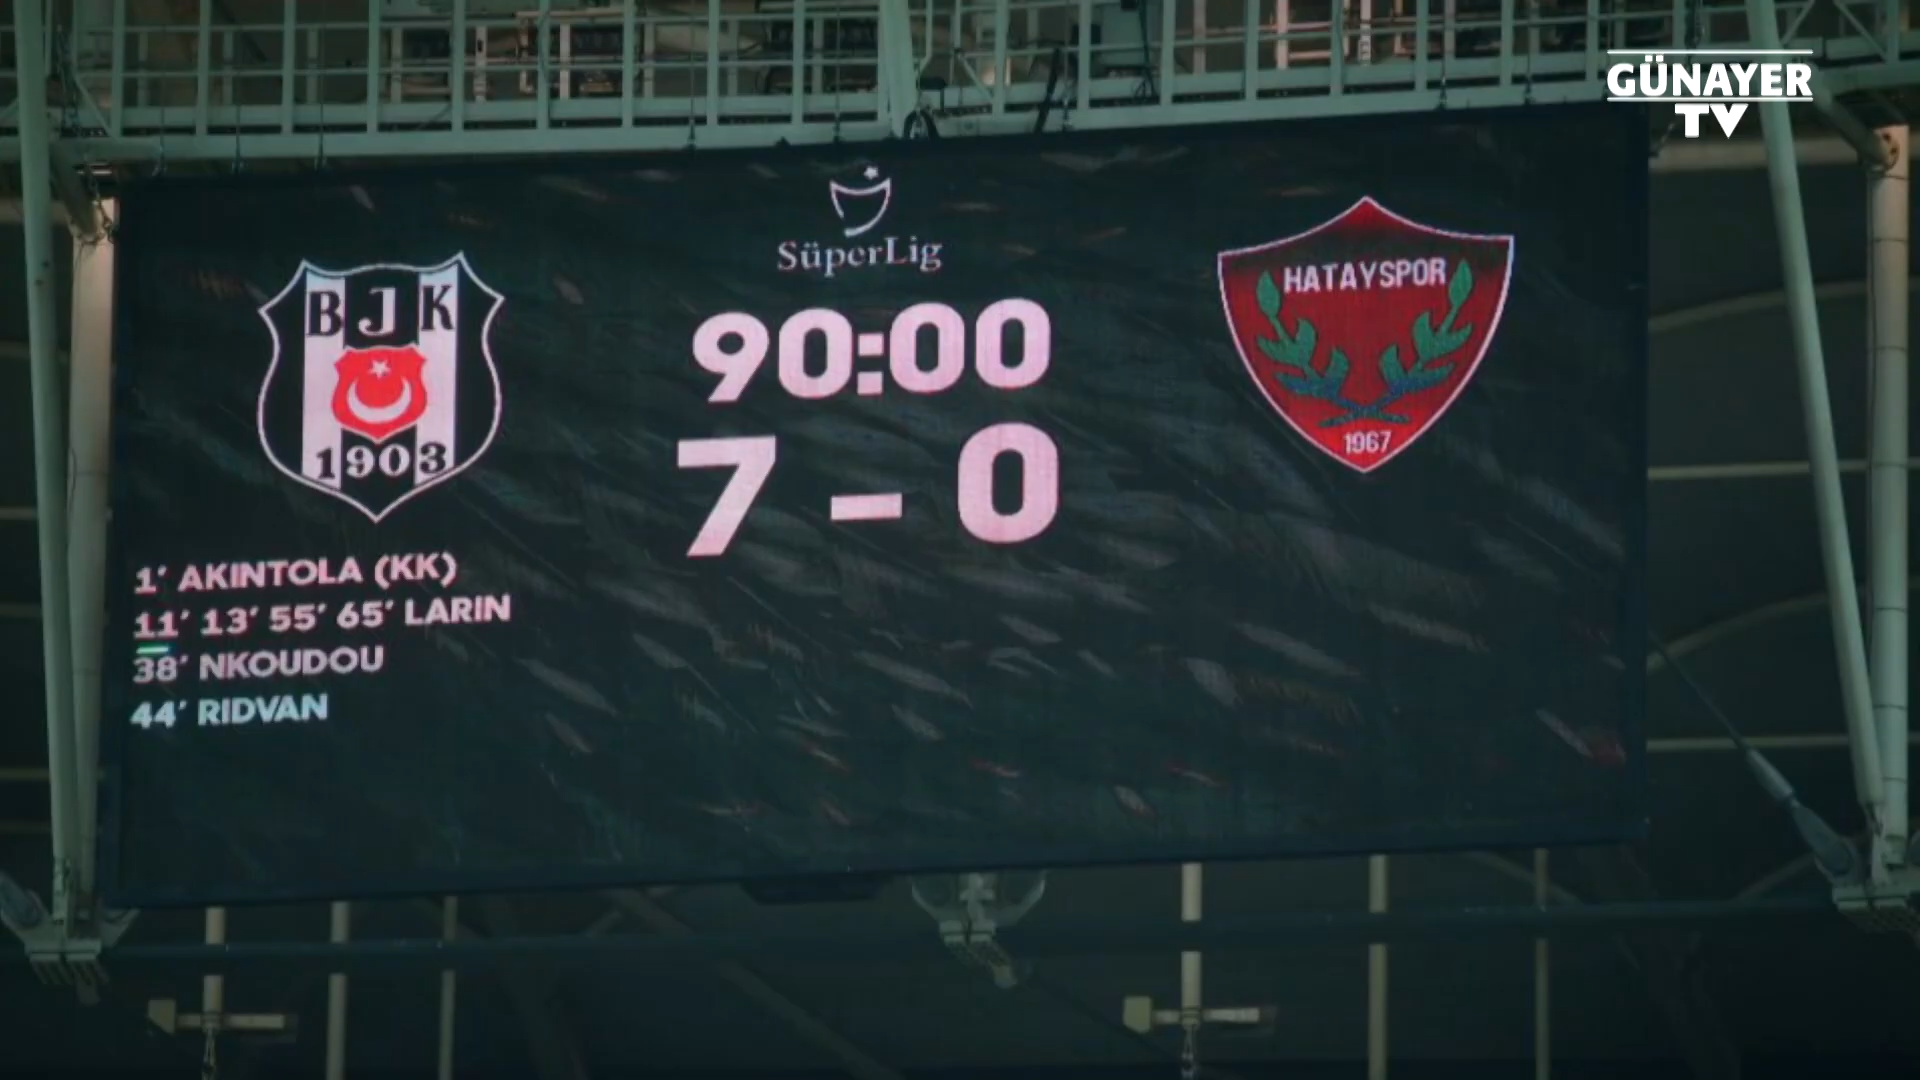 GÜNAYER
TV
SüperLig
BJK
1903
90:00
7 - 0
HATAYSPOR
1967
1' AKINTOLA (KK)
11' 13' 55' 65' LARIN
38' NKOUDOU
44' RIDVAN